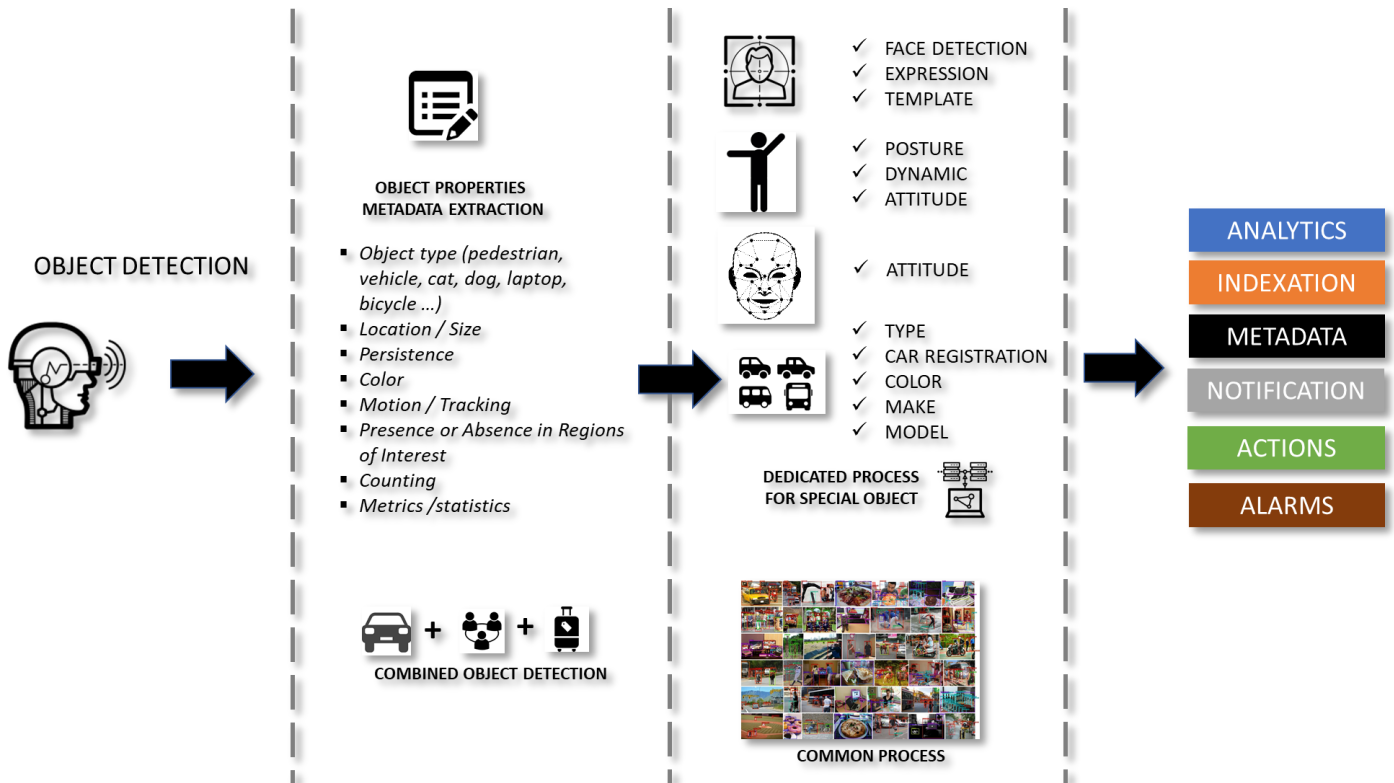 OBJECT DETECTION
OBJECT PROPERTIES
METADATA EXTRACTION
▪ Object type (pedestrian,
vehicle, cat, dog, laptop,
bicycle ...)
▪ Location / Size
▪ Persistence
▪ Color
▪ Motion / Tracking
▪ Presence or Absence in Regions
of Interest
▪ Counting
▪ Metrics /statistics
+ +
COMBINED OBJECT DETECTION
✓ FACE DETECTION
✓ EXPRESSION
✓ TEMPLATE
✓ POSTURE
✓ DYNAMIC
✓ ATTITUDE
✓ ATTITUDE
✓ TYPE
✓ CAR REGISTRATION
✓ COLOR
✓ MAKE
✓ MODEL
DEDICATED PROCESS
FOR SPECIAL OBJECT
COMMON PROCESS
ANALYTICS
INDEXATION
METADATA
NOTIFICATION
ACTIONS
ALARMS